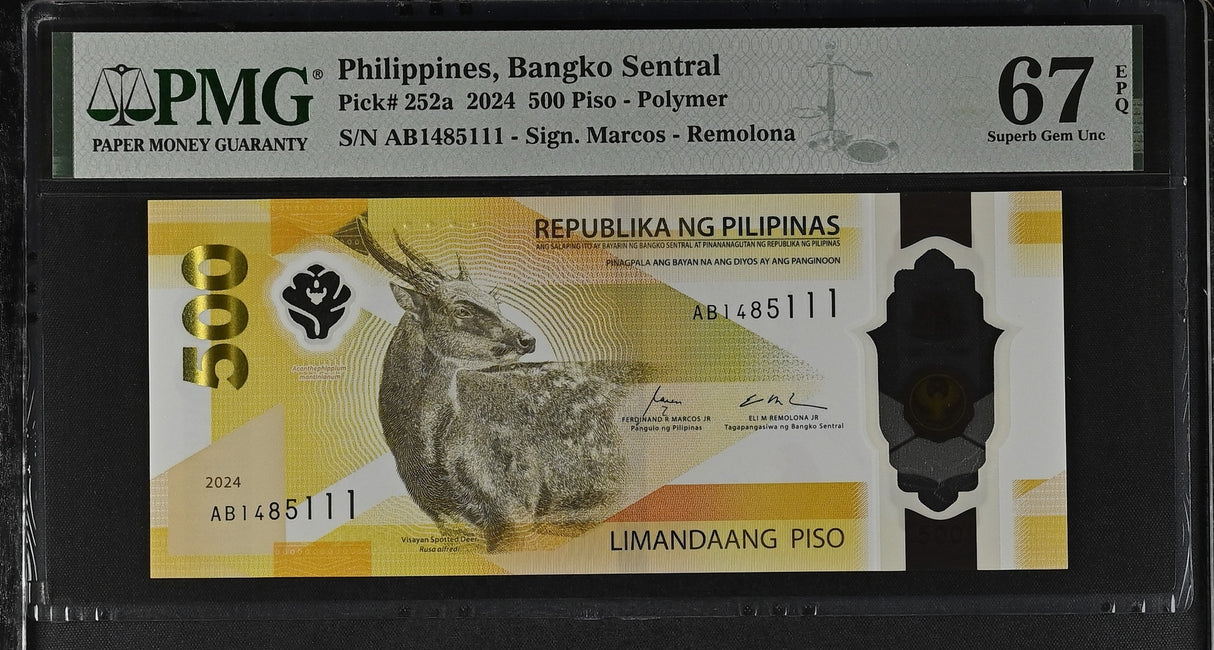 PMG®
PAPER MONEY GUARANTY
Philippines, Bangko Sentral
Pick# 252a 2024 500 Piso - Polymer
S/N AB1485111 - Sign. Marcos - Remolona
67
EPQ
Superb Gem Unc
500
REPUBLIKA NG PILIPINAS
ANG SALAPING ITO AY BAYARIN NG BANGKO SENTRAL AT PINANANAGUTAN NG REPUBLIKA NG PILIPINAS
PINAGPALA ANG BAYAN NA ANG DIYOS AY ANG PANGINOON
AB1485111
Acanthephippium
mantinianum
FERDINAND R MARCOS JR
Pangulo ng Pilipinas
ELI M REMOLONA JR
Tagapangasiwa ng Bangko Sentral
2024
AB1485111
Visayan Spotted Deer
Rusa alfredi
LIMANDAANG PISO
500